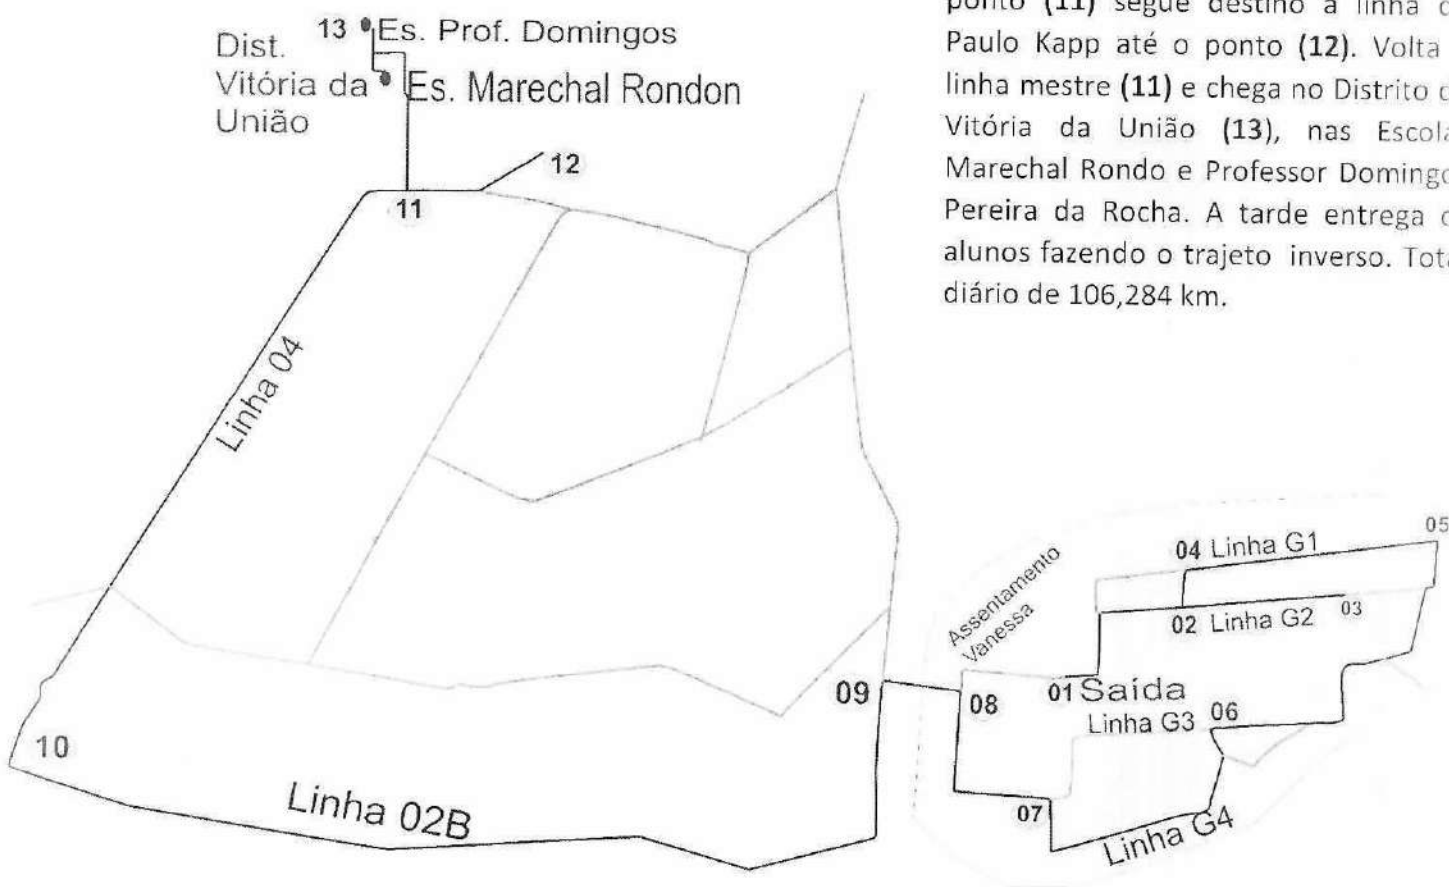 ponto (11) segue destino a linha d
Paulo Kapp até o ponto (12). Volta
linha mestre (11) e chega no Distrito d
Vitória da União (13), nas Escola
Marechal Rondo e Professor Domingo
Pereira da Rocha. A tarde entrega o
alunos fazendo o trajeto inverso. Tota
diário de 106,284 km.
13 Es. Prof. Domingos
Dist.
Vitória da
União
Es. Marechal Rondon
12
11
Linha 04
05
04 Linha G1
Assentamento
Vanessa
02 Linha G2
03
09
08
01 Saída
Linha G3
06
10
Linha 02B
07
Linha G4